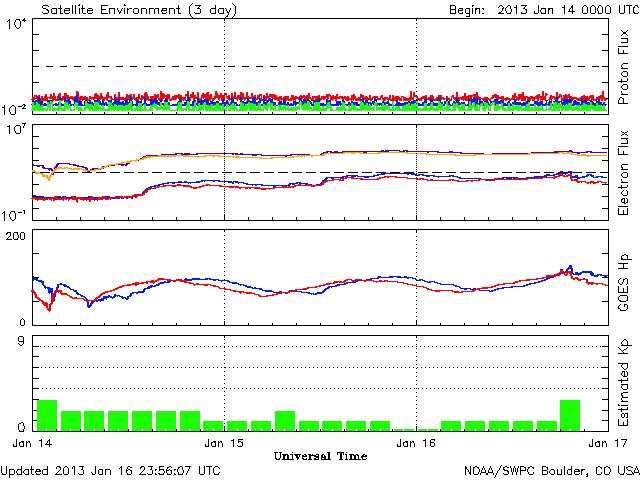 Satellite Environment (3 day) Begin: 2013 Jan 14 0000 UTC
10⁴
10⁻²
Proton Flux
10⁷
10⁻¹
Electron Flux
200
0
GOES Hp
9
0
Estimated Kp
Jan 14 Jan 15 Jan 16 Jan 17
Universal Time
Updated 2013 Jan 16 23:56:07 UTC NOAA/SWPC Boulder, CO USA